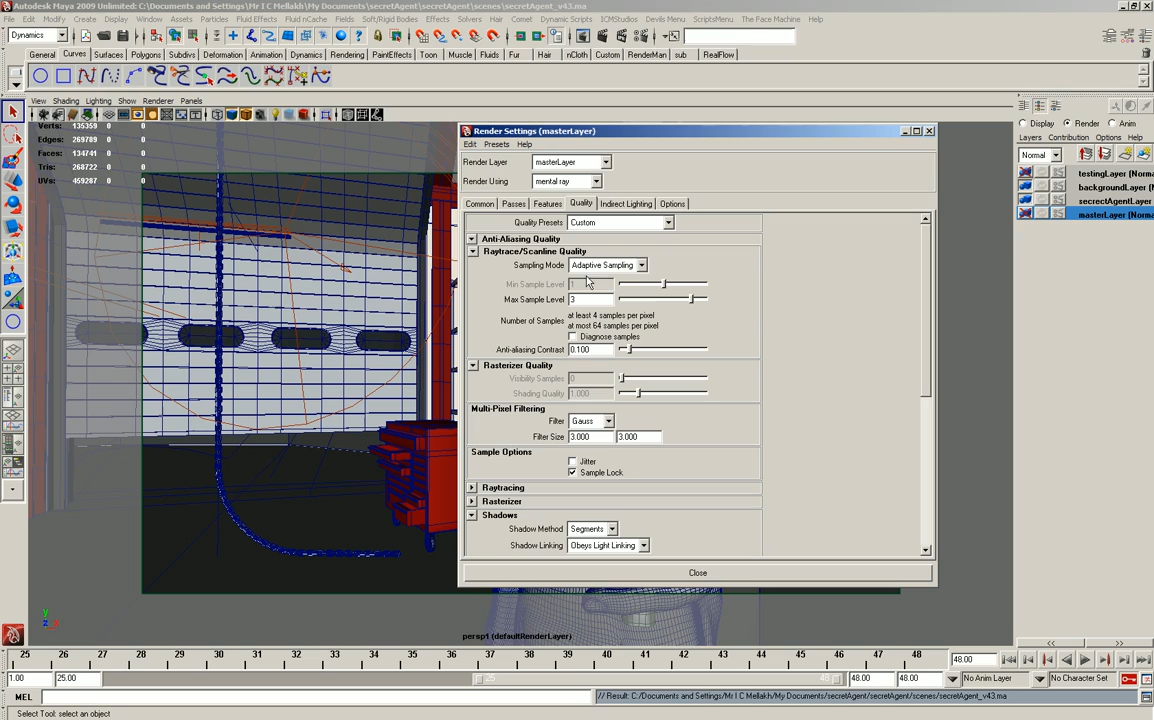 Autodesk Maya 2009 Unlimited: C:\Documents and Settings\Mr I C Mellakh\My Documents\secretAgent\secretAgent\scenes\secretAgent_v43.ma
File Edit Modify Create Display Window Assets Particles Fluid Effects Fluid nCache Fields Soft/Rigid Bodies Effects Solvers Hair Comet Dynamic Scripts ICMStudios Devils Menu ScriptsMenu The Face Machine Help
Dynamics
General Curves Surfaces Polygons Subdivs Deformation Animation Dynamics Rendering PaintEffects Toon Muscle Fluids Fur Hair nCloth Custom RenderMan sub RealFlow
View Shading Lighting Show Renderer Panels
Verts: 135359 0 0
Edges: 269789 0 0
Faces: 134741 0 0
Tris: 268722 0 0
UVs: 459287 0 0
Render Settings (masterLayer)
Edit Presets Help
Render Layer masterLayer
Render Using mental ray
Common Passes Features Quality Indirect Lighting Options
Quality Presets Custom
Anti-Aliasing Quality
Raytrace/Scanline Quality
Sampling Mode Adaptive Sampling
Min Sample Level 1
Max Sample Level 3
Number of Samples at least 4 samples per pixel
at most 64 samples per pixel
Diagnose samples
Anti-aliasing Contrast 0.100
Rasterizer Quality
Visibility Samples 0
Shading Quality 1.000
Multi-Pixel Filtering
Filter Gauss
Filter Size 3.000 3.000
Sample Options
Jitter
Sample Lock
Raytracing
Rasterizer
Shadows
Shadow Method Segments
Shadow Linking Obeys Light Linking
Close
Display Render Anim
Layers Contribution Options Help
Normal
testingLayer (Norma
backgroundLayer (N
secrectAgentLayer
masterLayer (Norma
y
z
persp1 (defaultRenderLayer)
25 26 27 28 29 30 31 32 33 34 35 36 37 38 39 40 41 42 43 44 45 46 47 48
48.00
1.00 25.00 25 48.00 48.00 No Anim Layer No Character Set
MEL // Result: C:/Documents and Settings/Mr I C Mellakh/My Documents/secretAgent/secretAgent/scenes/secretAgent_v43.ma
Select Tool: select an object